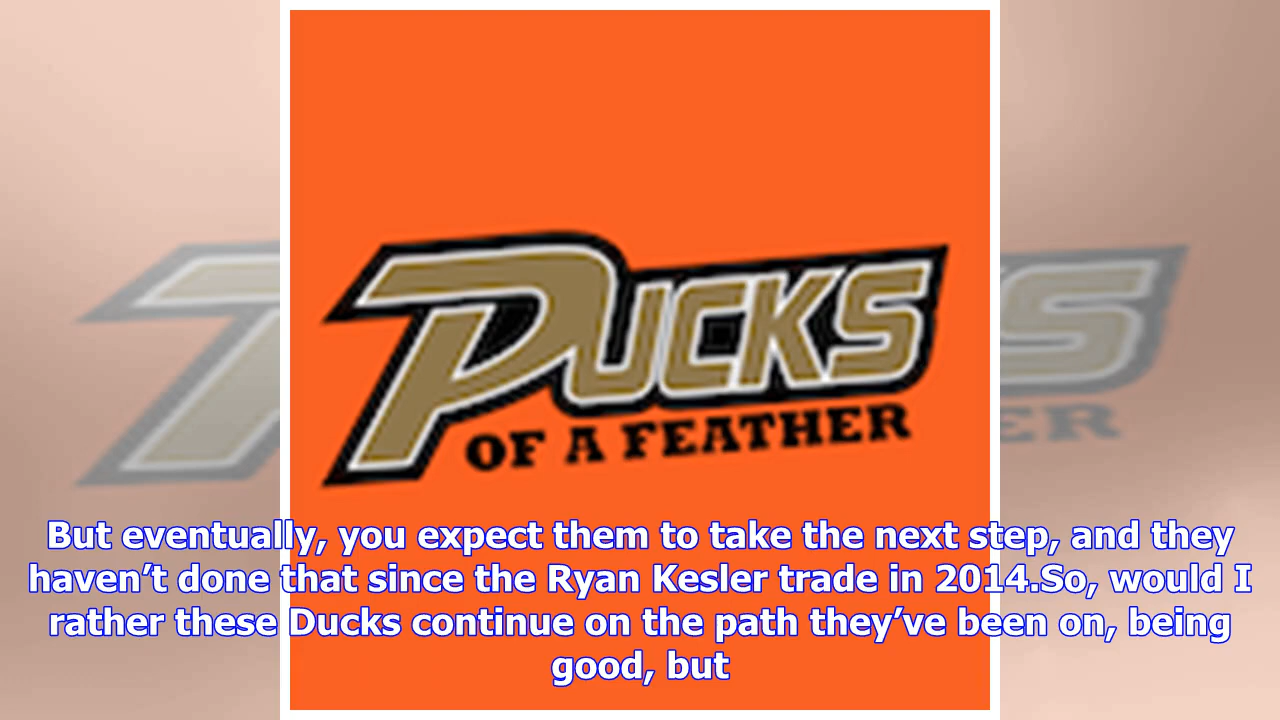 PUCKS
OF A FEATHER
But eventually, you expect them to take the next step, and they
haven’t done that since the Ryan Kesler trade in 2014.So, would I
rather these Ducks continue on the path they’ve been on, being
good, but